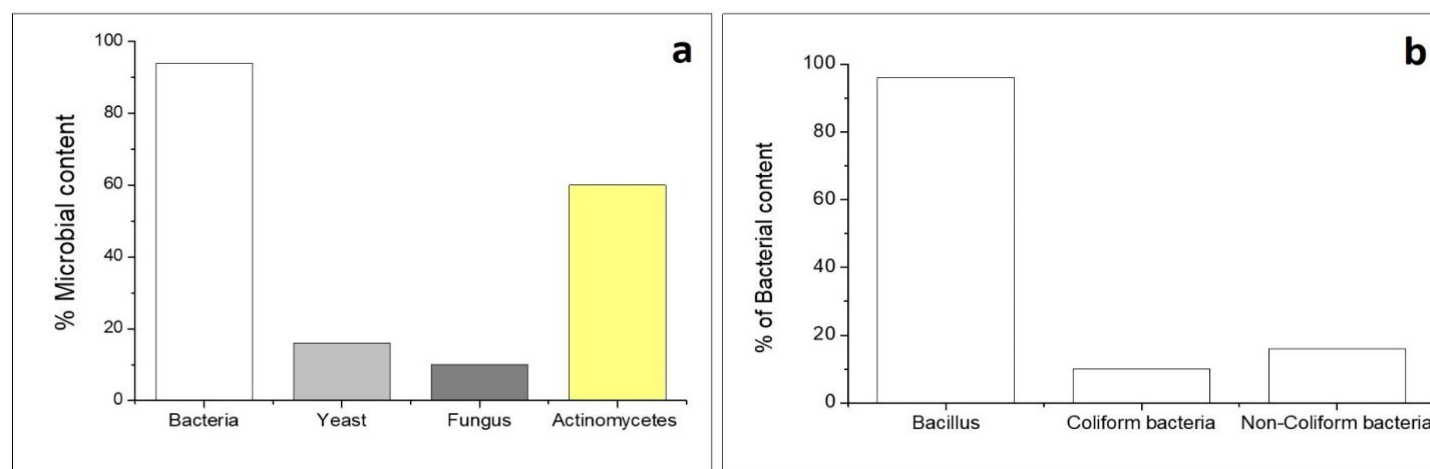 a
% Microbial content
100
80
60
40
20
0
Bacteria Yeast Fungus Actinomycetes
b
% of Bacterial content
100
80
60
40
20
0
Bacillus Coliform bacteria Non-Coliform bacteria